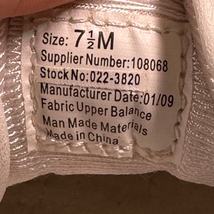 Size: 7½M
Supplier Number: 108068
Stock No: 022-3820
Manufacturer Date: 01/09
Fabric Upper Balance
Man Made Materials
Made in China